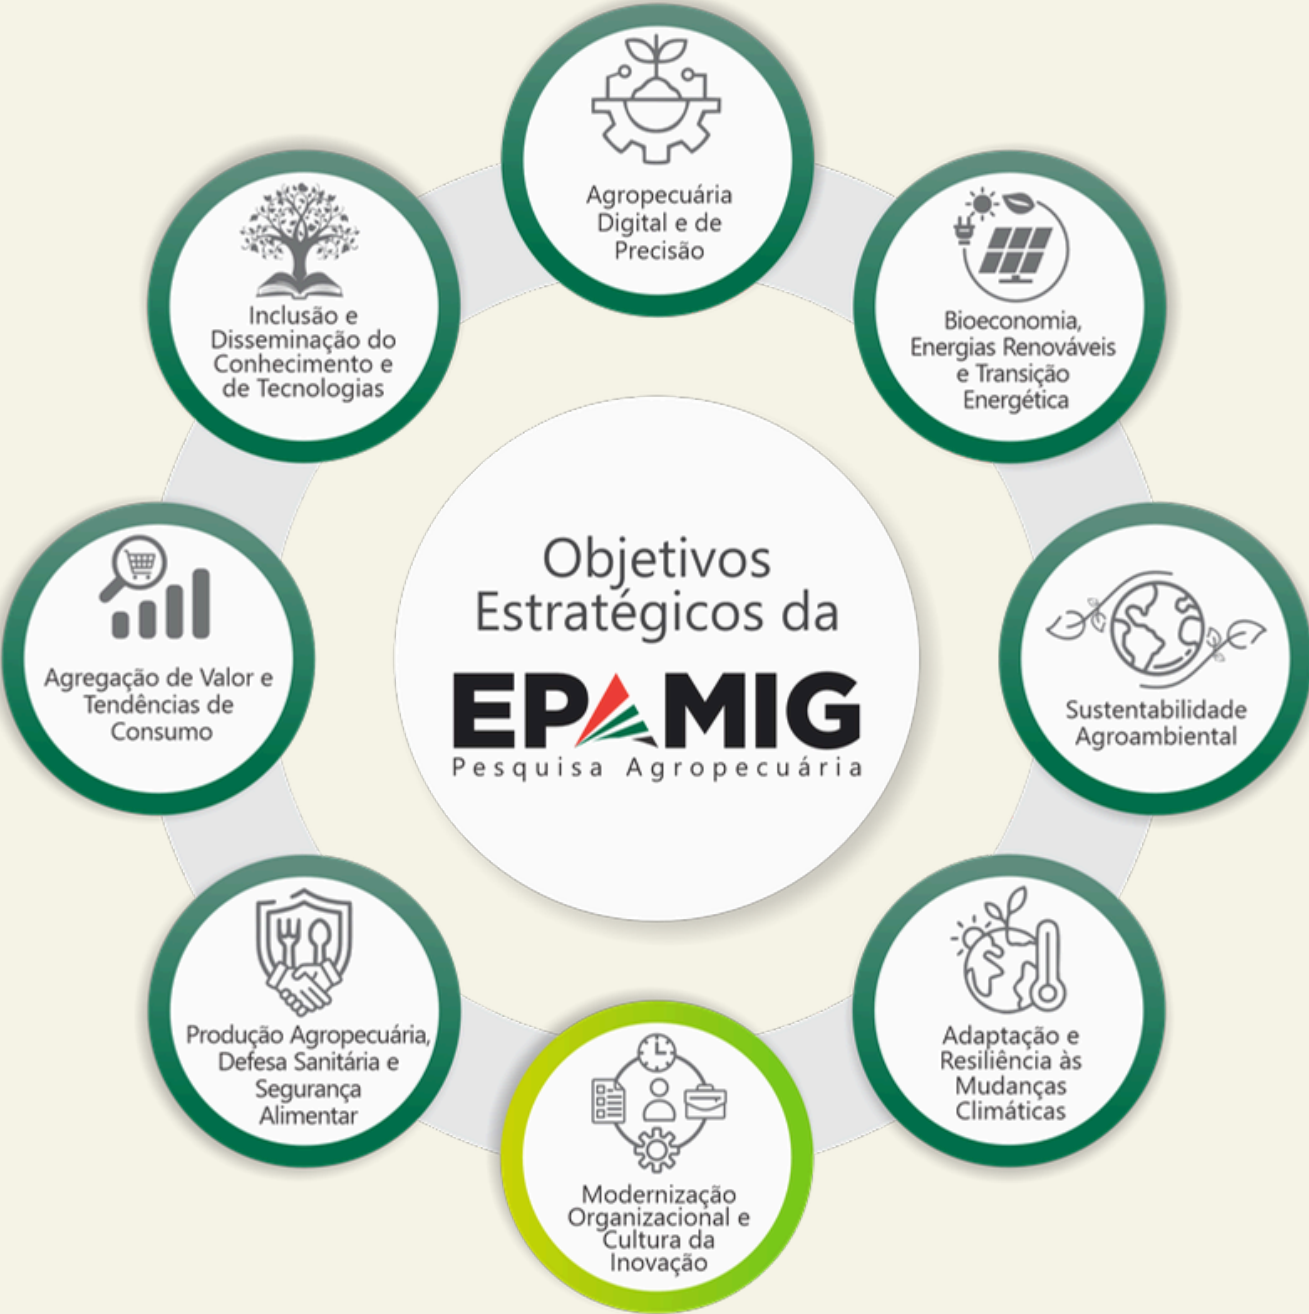 Agropecuária
Digital e de
Precisão
Bioeconomia,
Energias Renováveis
e Transição
Energética
Sustentabilidade
Agroambiental
Adaptação e
Resiliência às
Mudanças
Climáticas
Modernização
Organizacional e
Cultura da
Inovação
Produção Agropecuária,
Defesa Sanitária e
Segurança
Alimentar
Agregação de Valor e
Tendências de
Consumo
Inclusão e
Disseminação do
Conhecimento e
de Tecnologias
Objetivos
Estratégicos da
EPAMIG
Pesquisa Agropecuária